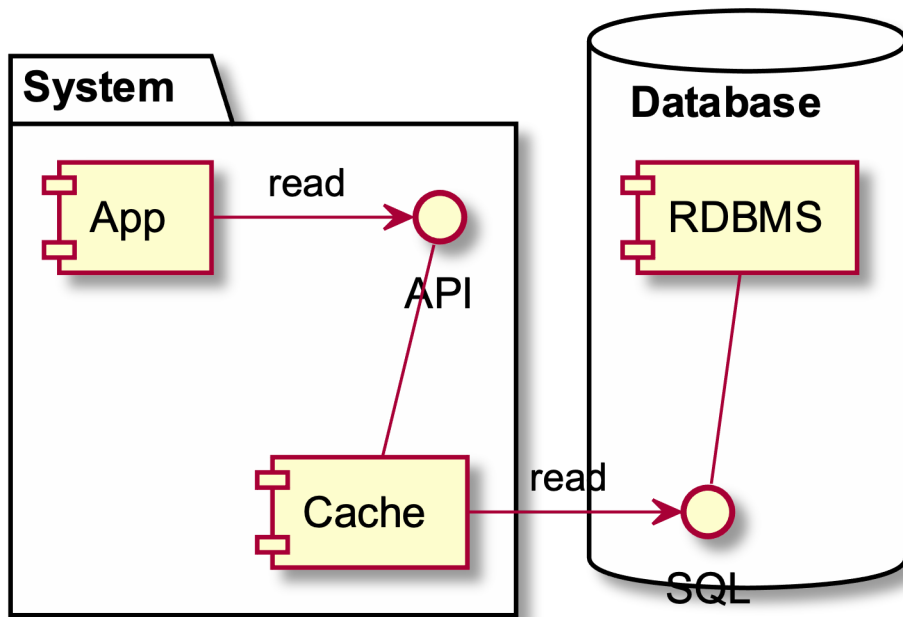 System
Database
App
read
API
RDBMS
Cache
read
SQL